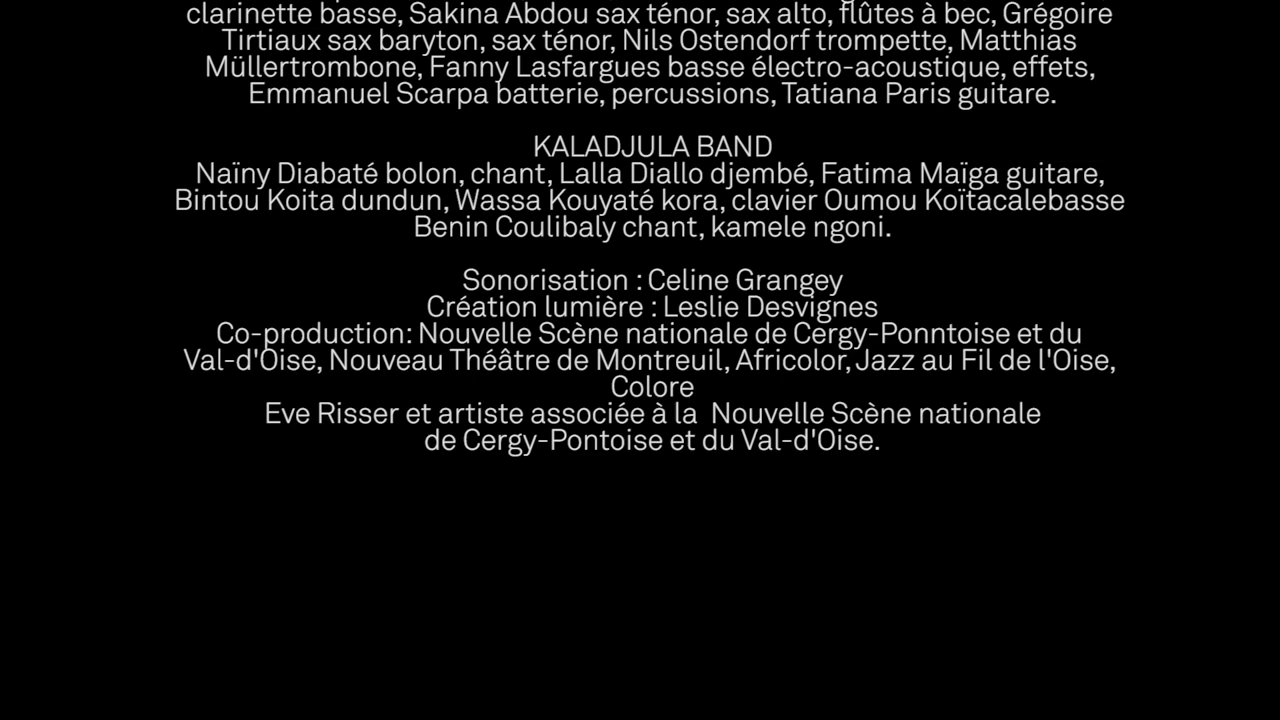 clarinette basse, Sakina Abdou sax ténor, sax alto, flûtes à bec, Grégoire
Tirtiaux sax baryton, sax ténor, Nils Ostendorf trompette, Matthias
Müllertrombone, Fanny Lasfargues basse électro-acoustique, effets,
Emmanuel Scarpa batterie, percussions, Tatiana Paris guitare.
KALADJULA BAND
Naïny Diabaté bolon, chant, Lalla Diallo djembé, Fatima Maïga guitare,
Bintou Koita dundun, Wassa Kouyaté kora, clavier Oumou Koïtacalebasse
Benin Coulibaly chant, kamele ngoni.
Sonorisation : Celine Grangey
Création lumière : Leslie Desvignes
Co-production: Nouvelle Scène nationale de Cergy-Ponntoise et du
Val-d'Oise, Nouveau Théâtre de Montreuil, Africolor, Jazz au Fil de l'Oise,
Colore
Eve Risser et artiste associée à la  Nouvelle Scène nationale
de Cergy-Pontoise et du Val-d'Oise.